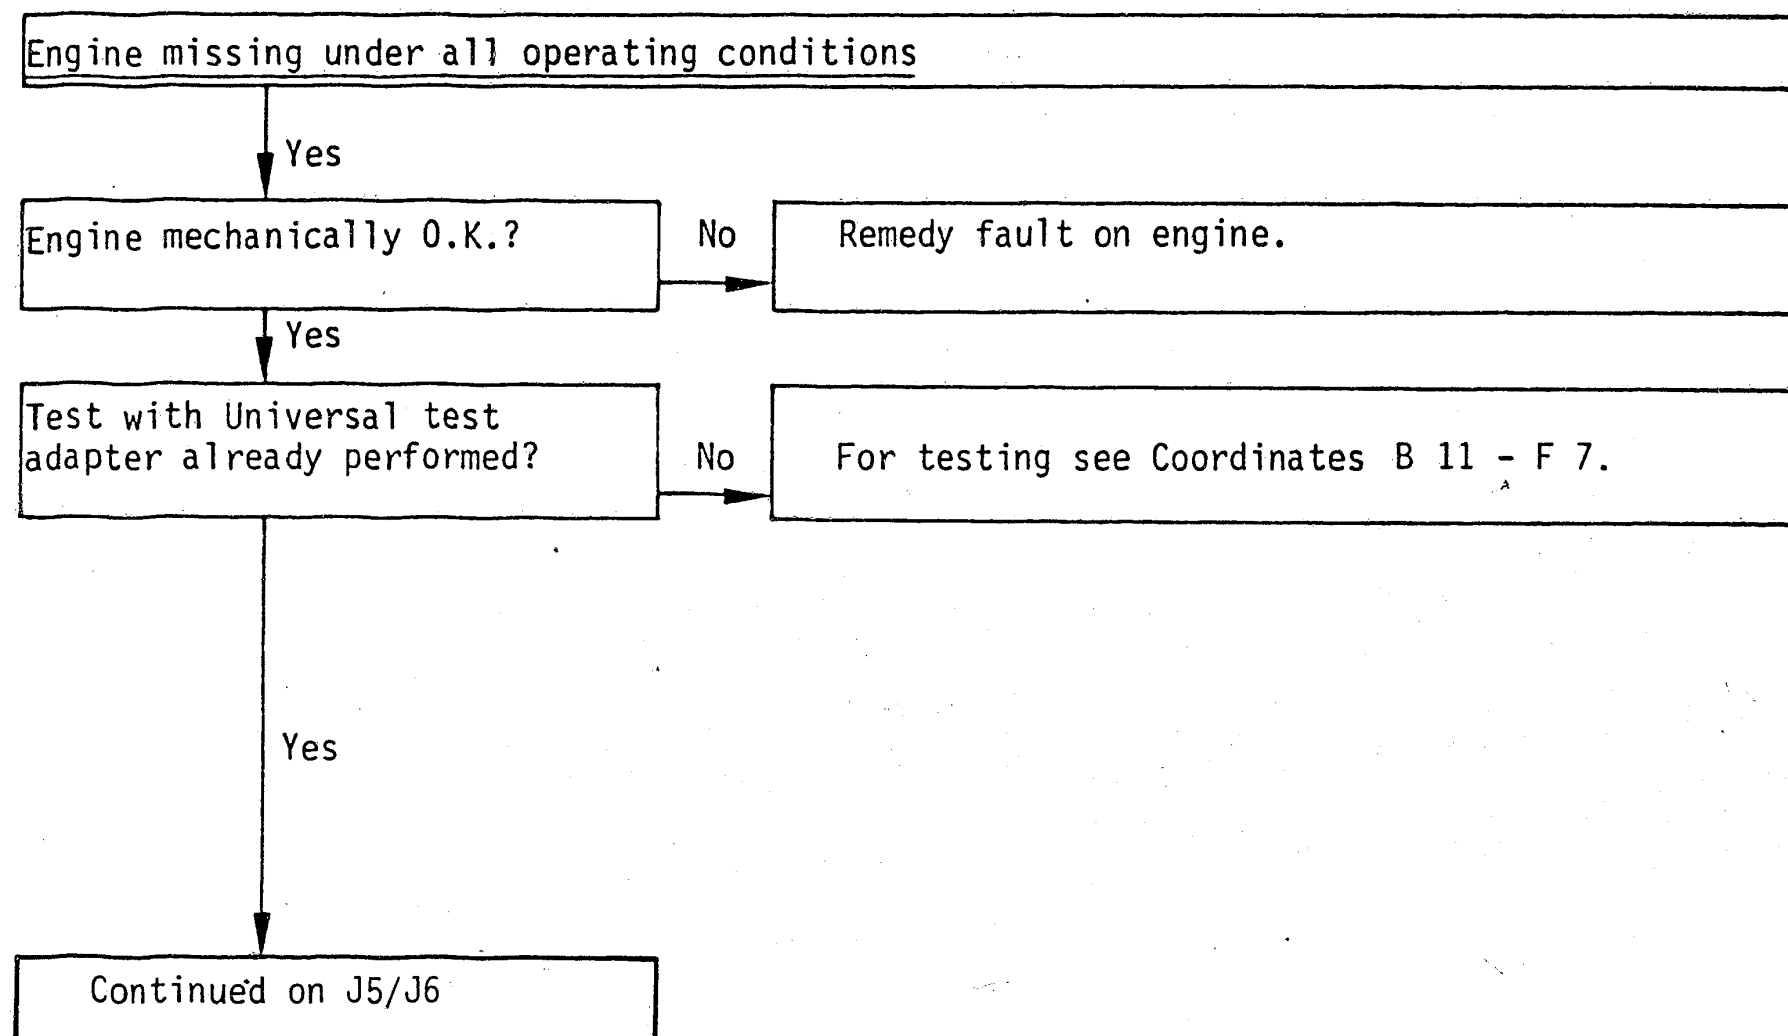 Engine missing under all operating conditions
Yes
Engine mechanically O.K.?
No
Remedy fault on engine.
Yes
Test with Universal test
adapter already performed?
No
For testing see Coordinates B 11 - F 7.
Yes
Continued on J5/J6